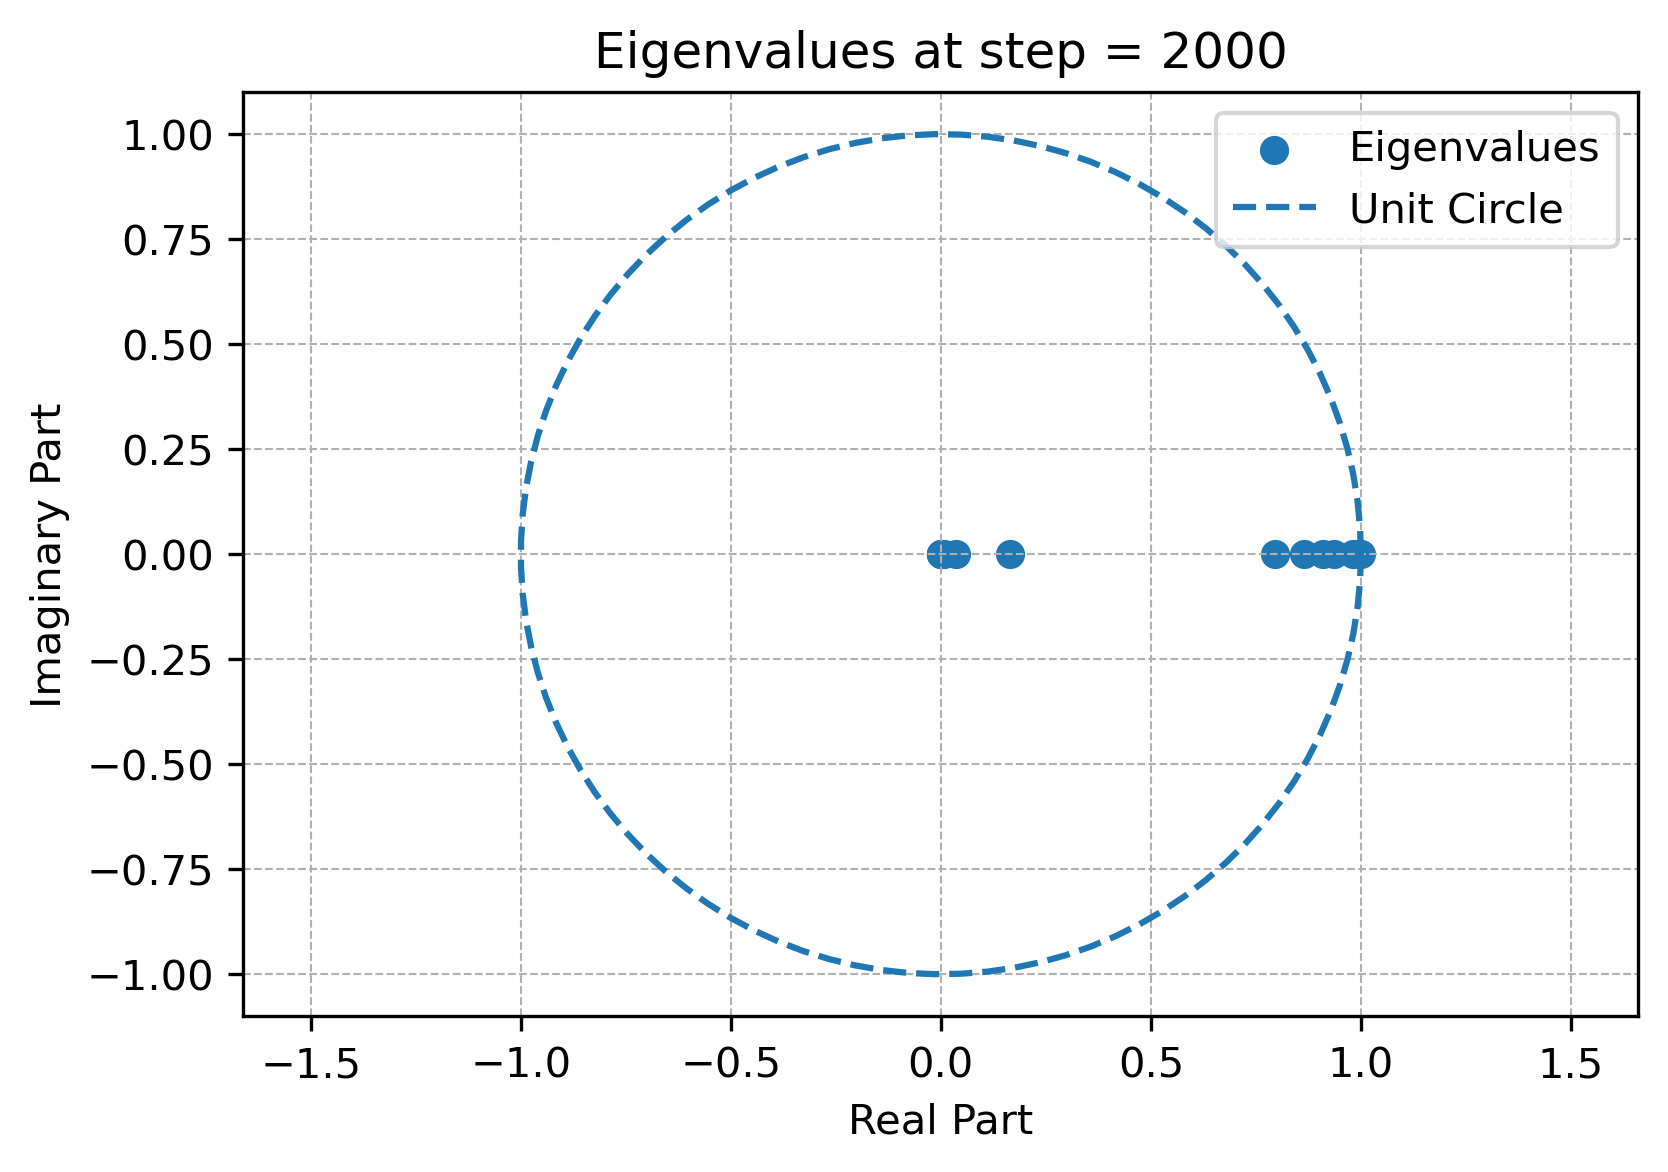 Eigenvalues at step = 2000
Eigenvalues
Unit Circle
Imaginary Part
1.00
0.75
0.50
0.25
0.00
−0.25
−0.50
−0.75
−1.00
−1.5 −1.0 −0.5 0.0 0.5 1.0 1.5
Real Part